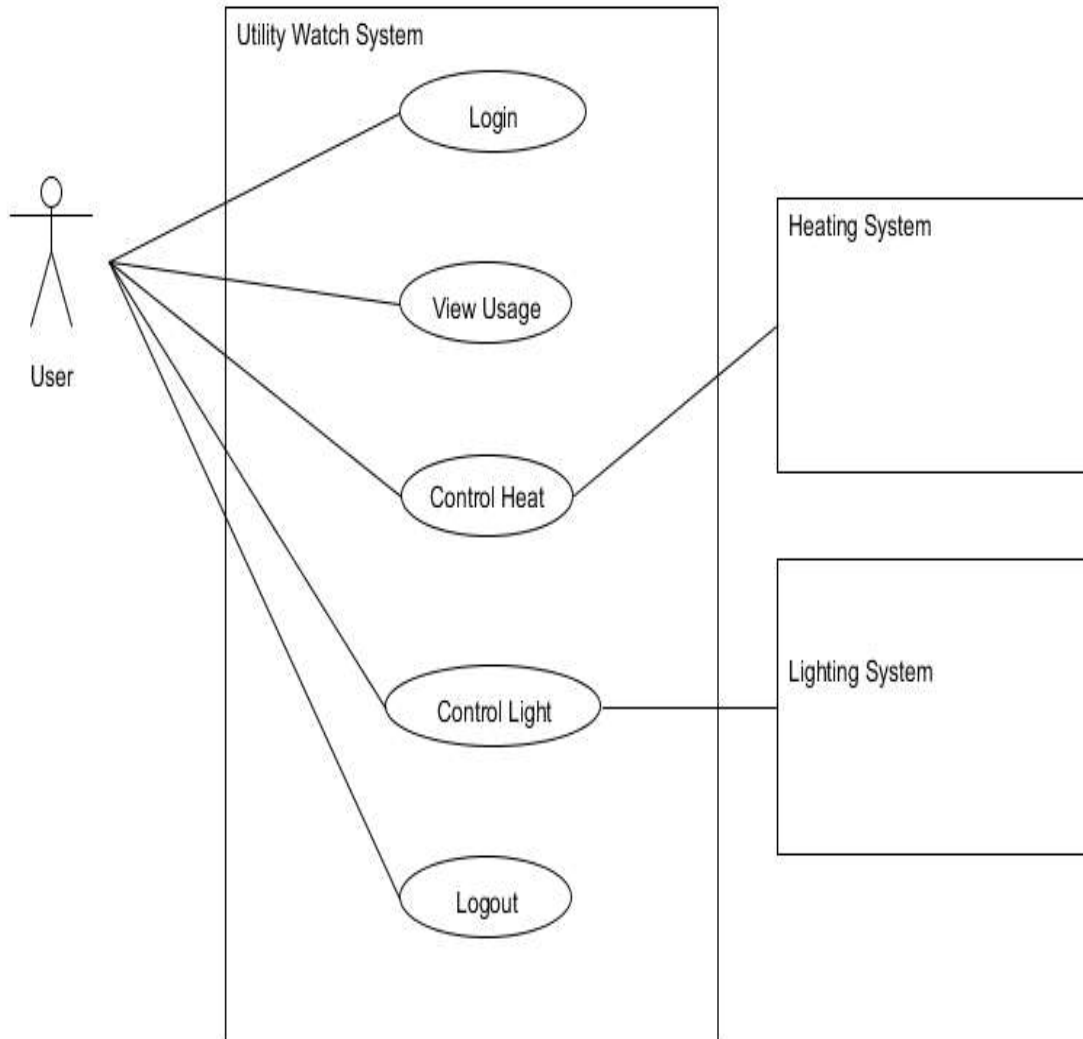 Utility Watch System
Login
Heating System
View Usage
User
Control Heat
Lighting System
Control Light
Logout